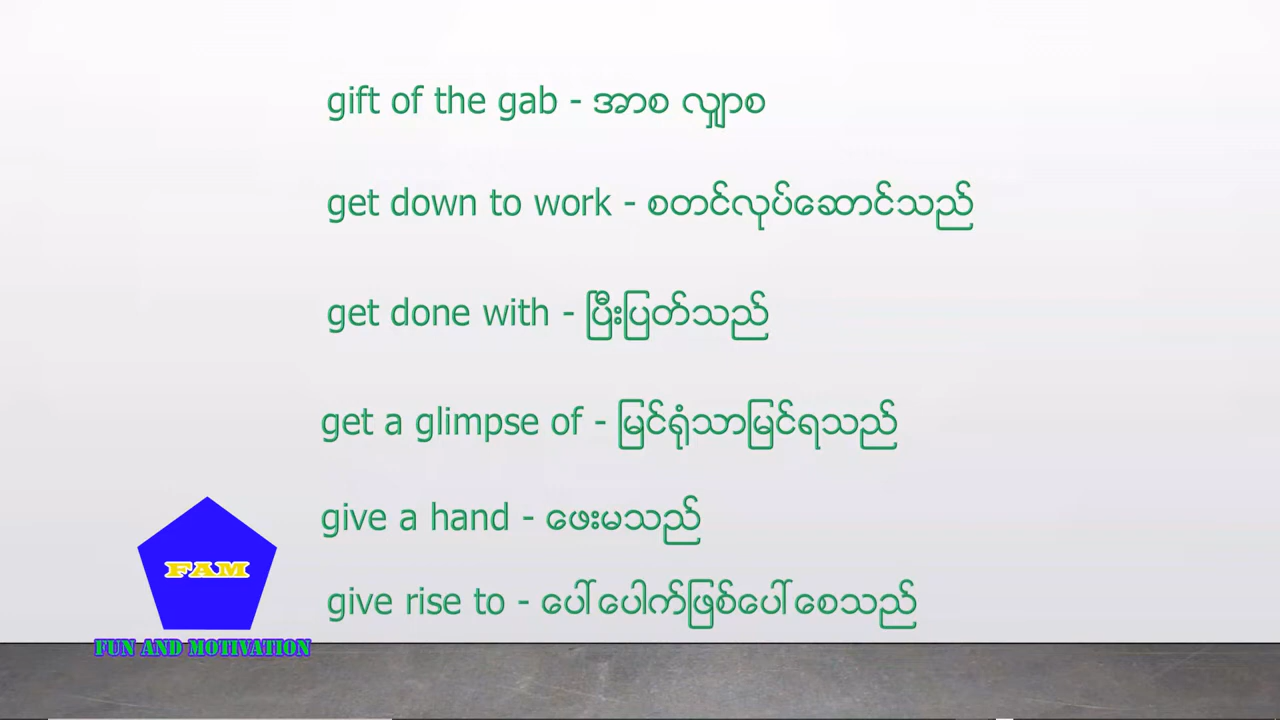 gift of the gab - အာစ လျှာစ
get down to work - စတင်လုပ်ဆောင်သည်
get done with - ပြီးပြတ်သည်
get a glimpse of - မြင်ရုံသာမြင်ရသည်
give a hand - ဖေးမသည်
FAM
give rise to - ပေါ်ပေါက်ဖြစ်ပေါ်စေသည်
FUN AND MOTIVATION